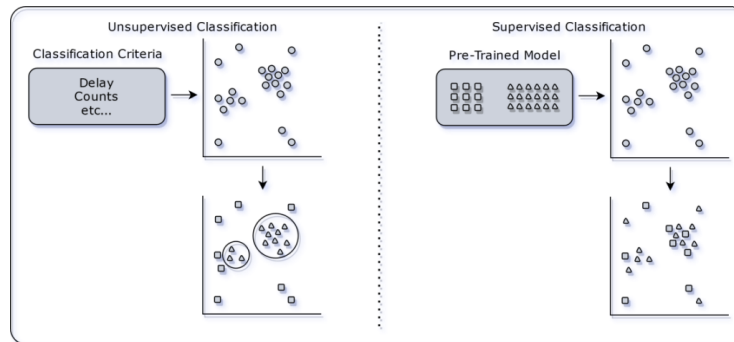 Unsupervised Classification
Classification Criteria
Delay
Counts
etc...
Supervised Classification
Pre-Trained Model